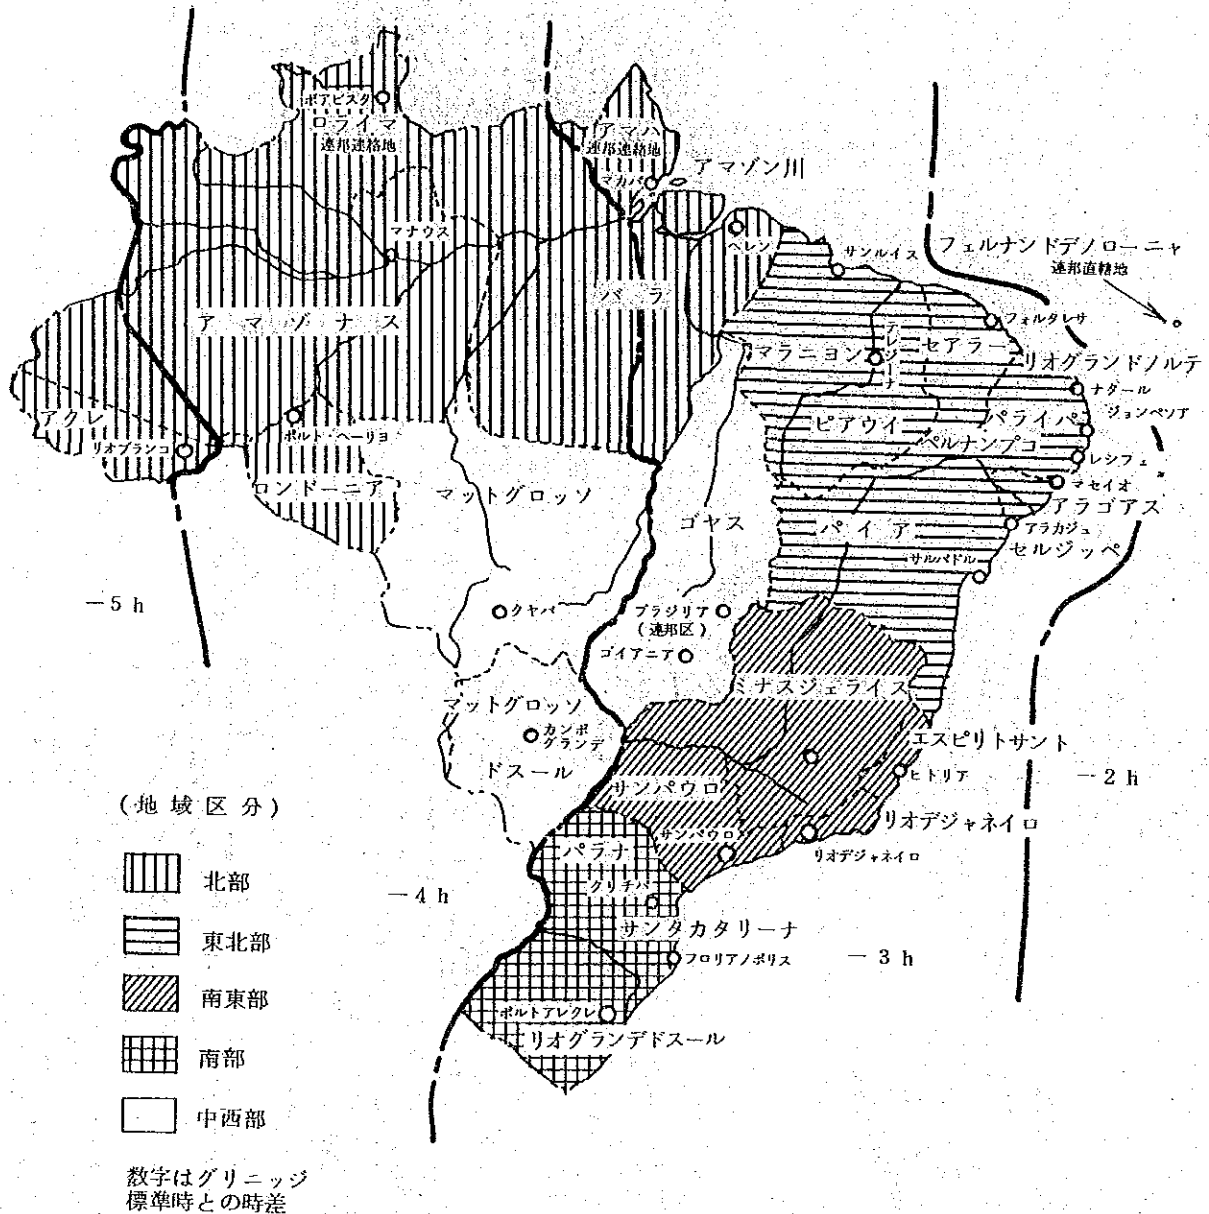 ボアビスタ
ロライマ
連邦連絡地
アマパ
連邦連絡地
マカパ
アマゾン川
マナウス
ベレン
サンルイス
フェルナンドデノローニャ
連邦直轄地
アマゾナス
パラ
フォルタレサ
マラニョン
テレジーナ
セアラー
リオグランドノルテ
ナタール
アクレ
ポルト・ベーリョ
ピアウイ
パライバ
ジョンペソア
リオブランコ
ペルナンブコ
レシフェ
ロンドーニア
マットグロッソ
マセイオ
アラゴアス
ゴヤス
バイア
アラカジュ
セルジッペ
サルバドル
－5 h
クヤバ
ブラジリア
(連邦区)
ゴイアニア
ミナスジェライス
マットグロッソ
カンポ
グランデ
ドスール
エスピリトサント
ビトリア
－2 h
サンパウロ
(地域区分)
リオデジャネイロ
サンパウロ
リオデジャネイロ
パラナ
北部
－4 h
クリチバ
サンタカタリーナ
東北部
フロリアノポリス
－3 h
南東部
ポルトアレグレ
リオグランデドスール
南部
中西部
数字はグリニッジ
標準時との時差